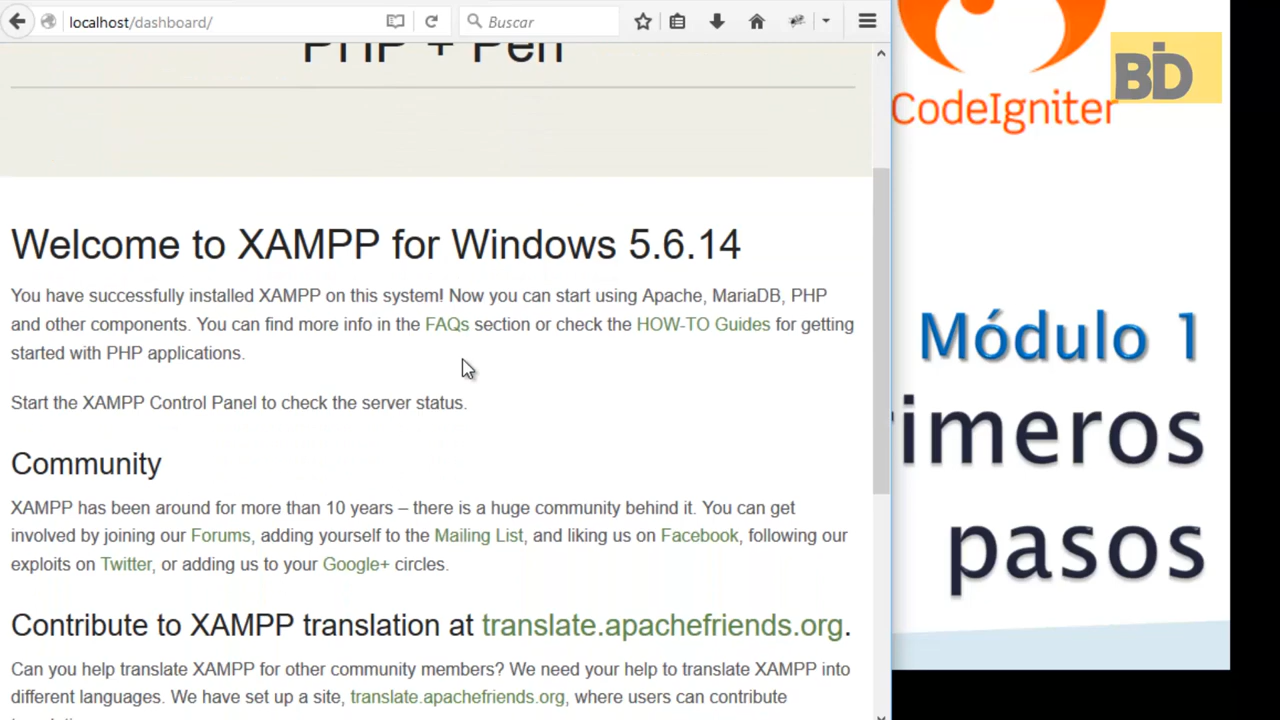 localhost/dashboard/
Buscar
PHP + Perl
Welcome to XAMPP for Windows 5.6.14
You have successfully installed XAMPP on this system! Now you can start using Apache, MariaDB, PHP
and other components. You can find more info in the FAQs section or check the HOW-TO Guides for getting
started with PHP applications.
Start the XAMPP Control Panel to check the server status.
Community
XAMPP has been around for more than 10 years – there is a huge community behind it. You can get
involved by joining our Forums, adding yourself to the Mailing List, and liking us on Facebook, following our
exploits on Twitter, or adding us to your Google+ circles.
Contribute to XAMPP translation at translate.apachefriends.org.
Can you help translate XAMPP for other community members? We need your help to translate XAMPP into
different languages. We have set up a site, translate.apachefriends.org, where users can contribute
BID
CodeIgniter
Módulo 1
rimeros
pasos